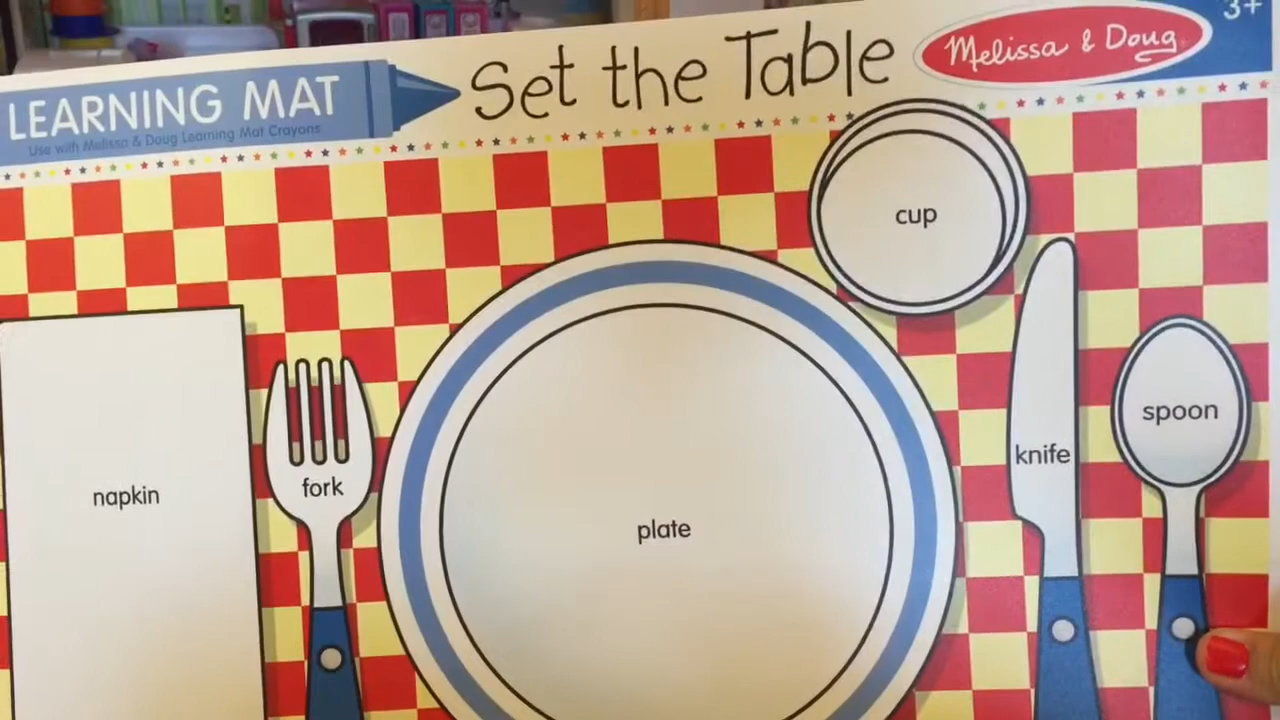 3+
LEARNING MAT
Use with Melissa & Doug Learning Mat Crayons
Set the Table
Melissa & Doug
cup
napkin
fork
plate
knife
spoon